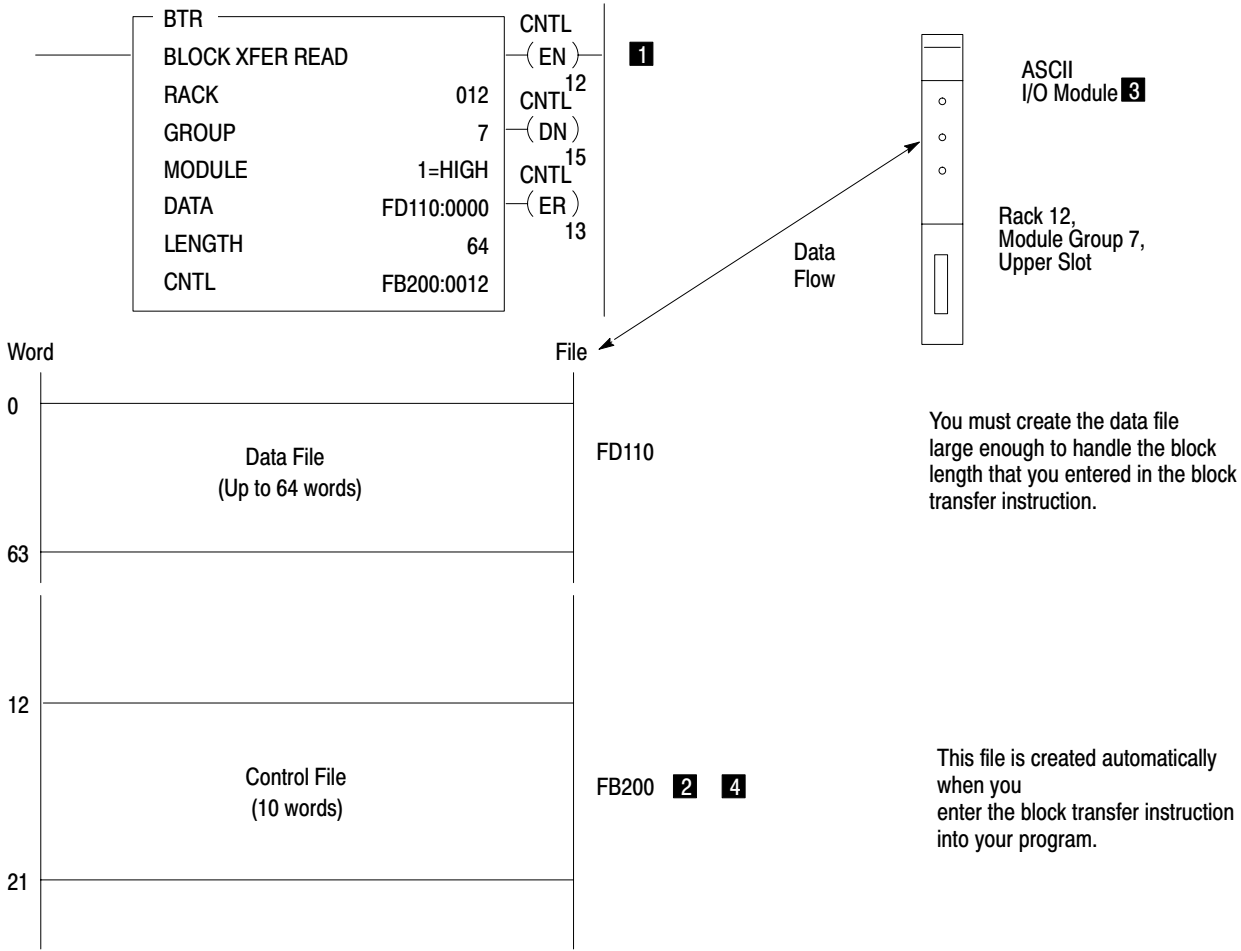 BTR
BLOCK XFER READ
RACK 012
GROUP 7
MODULE 1=HIGH
DATA FD110:0000
LENGTH 64
CNTL FB200:0012
CNTL
(EN)
12
CNTL
(DN)
15
CNTL
(ER)
13
1
ASCII
I/O Module 3
Rack 12,
Module Group 7,
Upper Slot
Data
Flow
Word
File
0
Data File
(Up to 64 words)
63
FD110
You must create the data file
large enough to handle the block
length that you entered in the block
transfer instruction.
12
Control File
(10 words)
21
FB200 2 4
This file is created automatically
when you
enter the block transfer instruction
into your program.